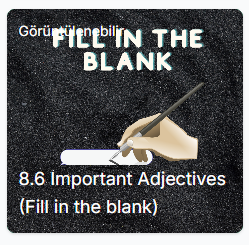 Görüntülenebilir
FILL IN THE
BLANK
8.6 Important Adjectives
(Fill in the blank)